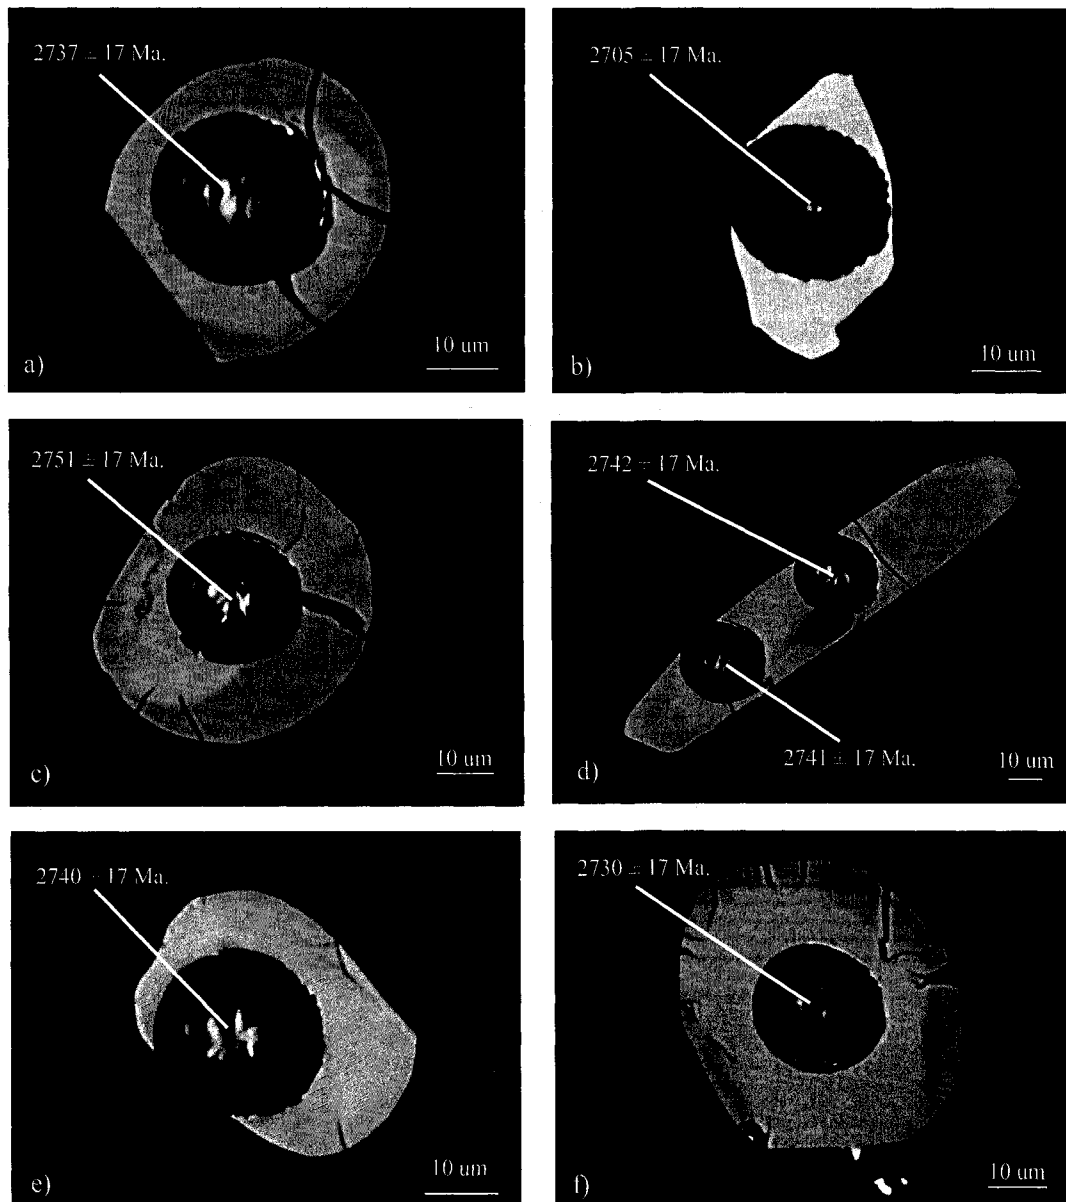 2737 ± 17 Ma.
10 um
a)
2705 ± 17 Ma.
10 um
b)
2751 ± 17 Ma.
10 um
c)
2742 ± 17 Ma.
2741 ± 17 Ma.
10 um
d)
2740 ± 17 Ma.
10 um
e)
2730 ± 17 Ma.
10 um
f)